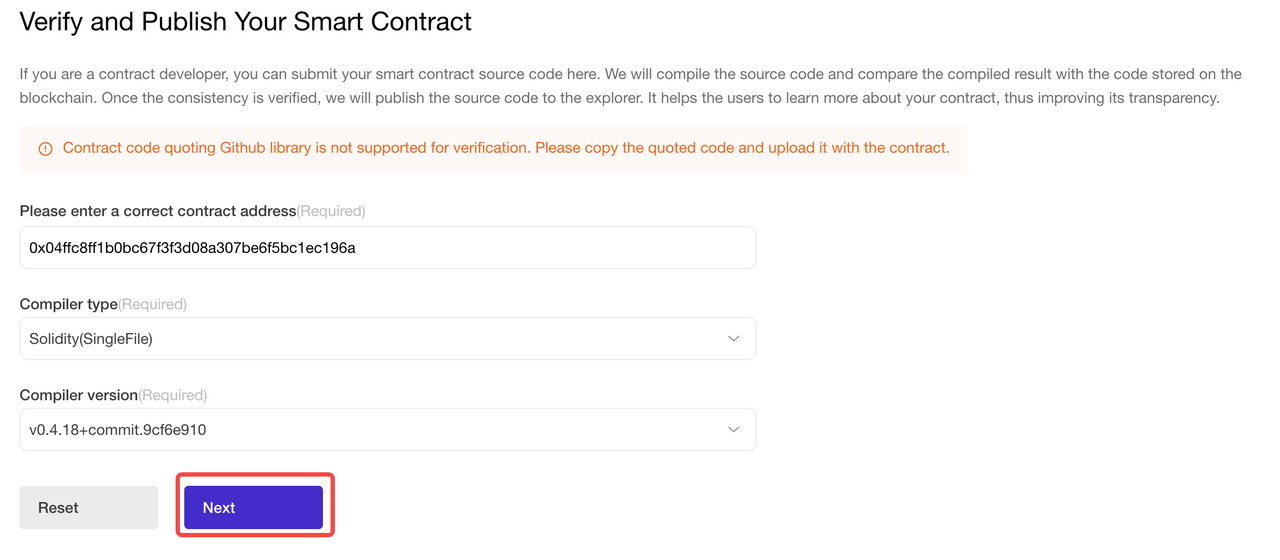 Verify and Publish Your Smart Contract
If you are a contract developer, you can submit your smart contract source code here. We will compile the source code and compare the compiled result with the code stored on the
blockchain. Once the consistency is verified, we will publish the source code to the explorer. It helps the users to learn more about your contract, thus improving its transparency.
Contract code quoting Github library is not supported for verification. Please copy the quoted code and upload it with the contract.
Please enter a correct contract address(Required)
0x04ffc8ff1b0bc67f3f3d08a307be6f5bc1ec196a
Compiler type(Required)
Solidity(SingleFile)
Compiler version(Required)
v0.4.18+commit.9cf6e910
Reset Next